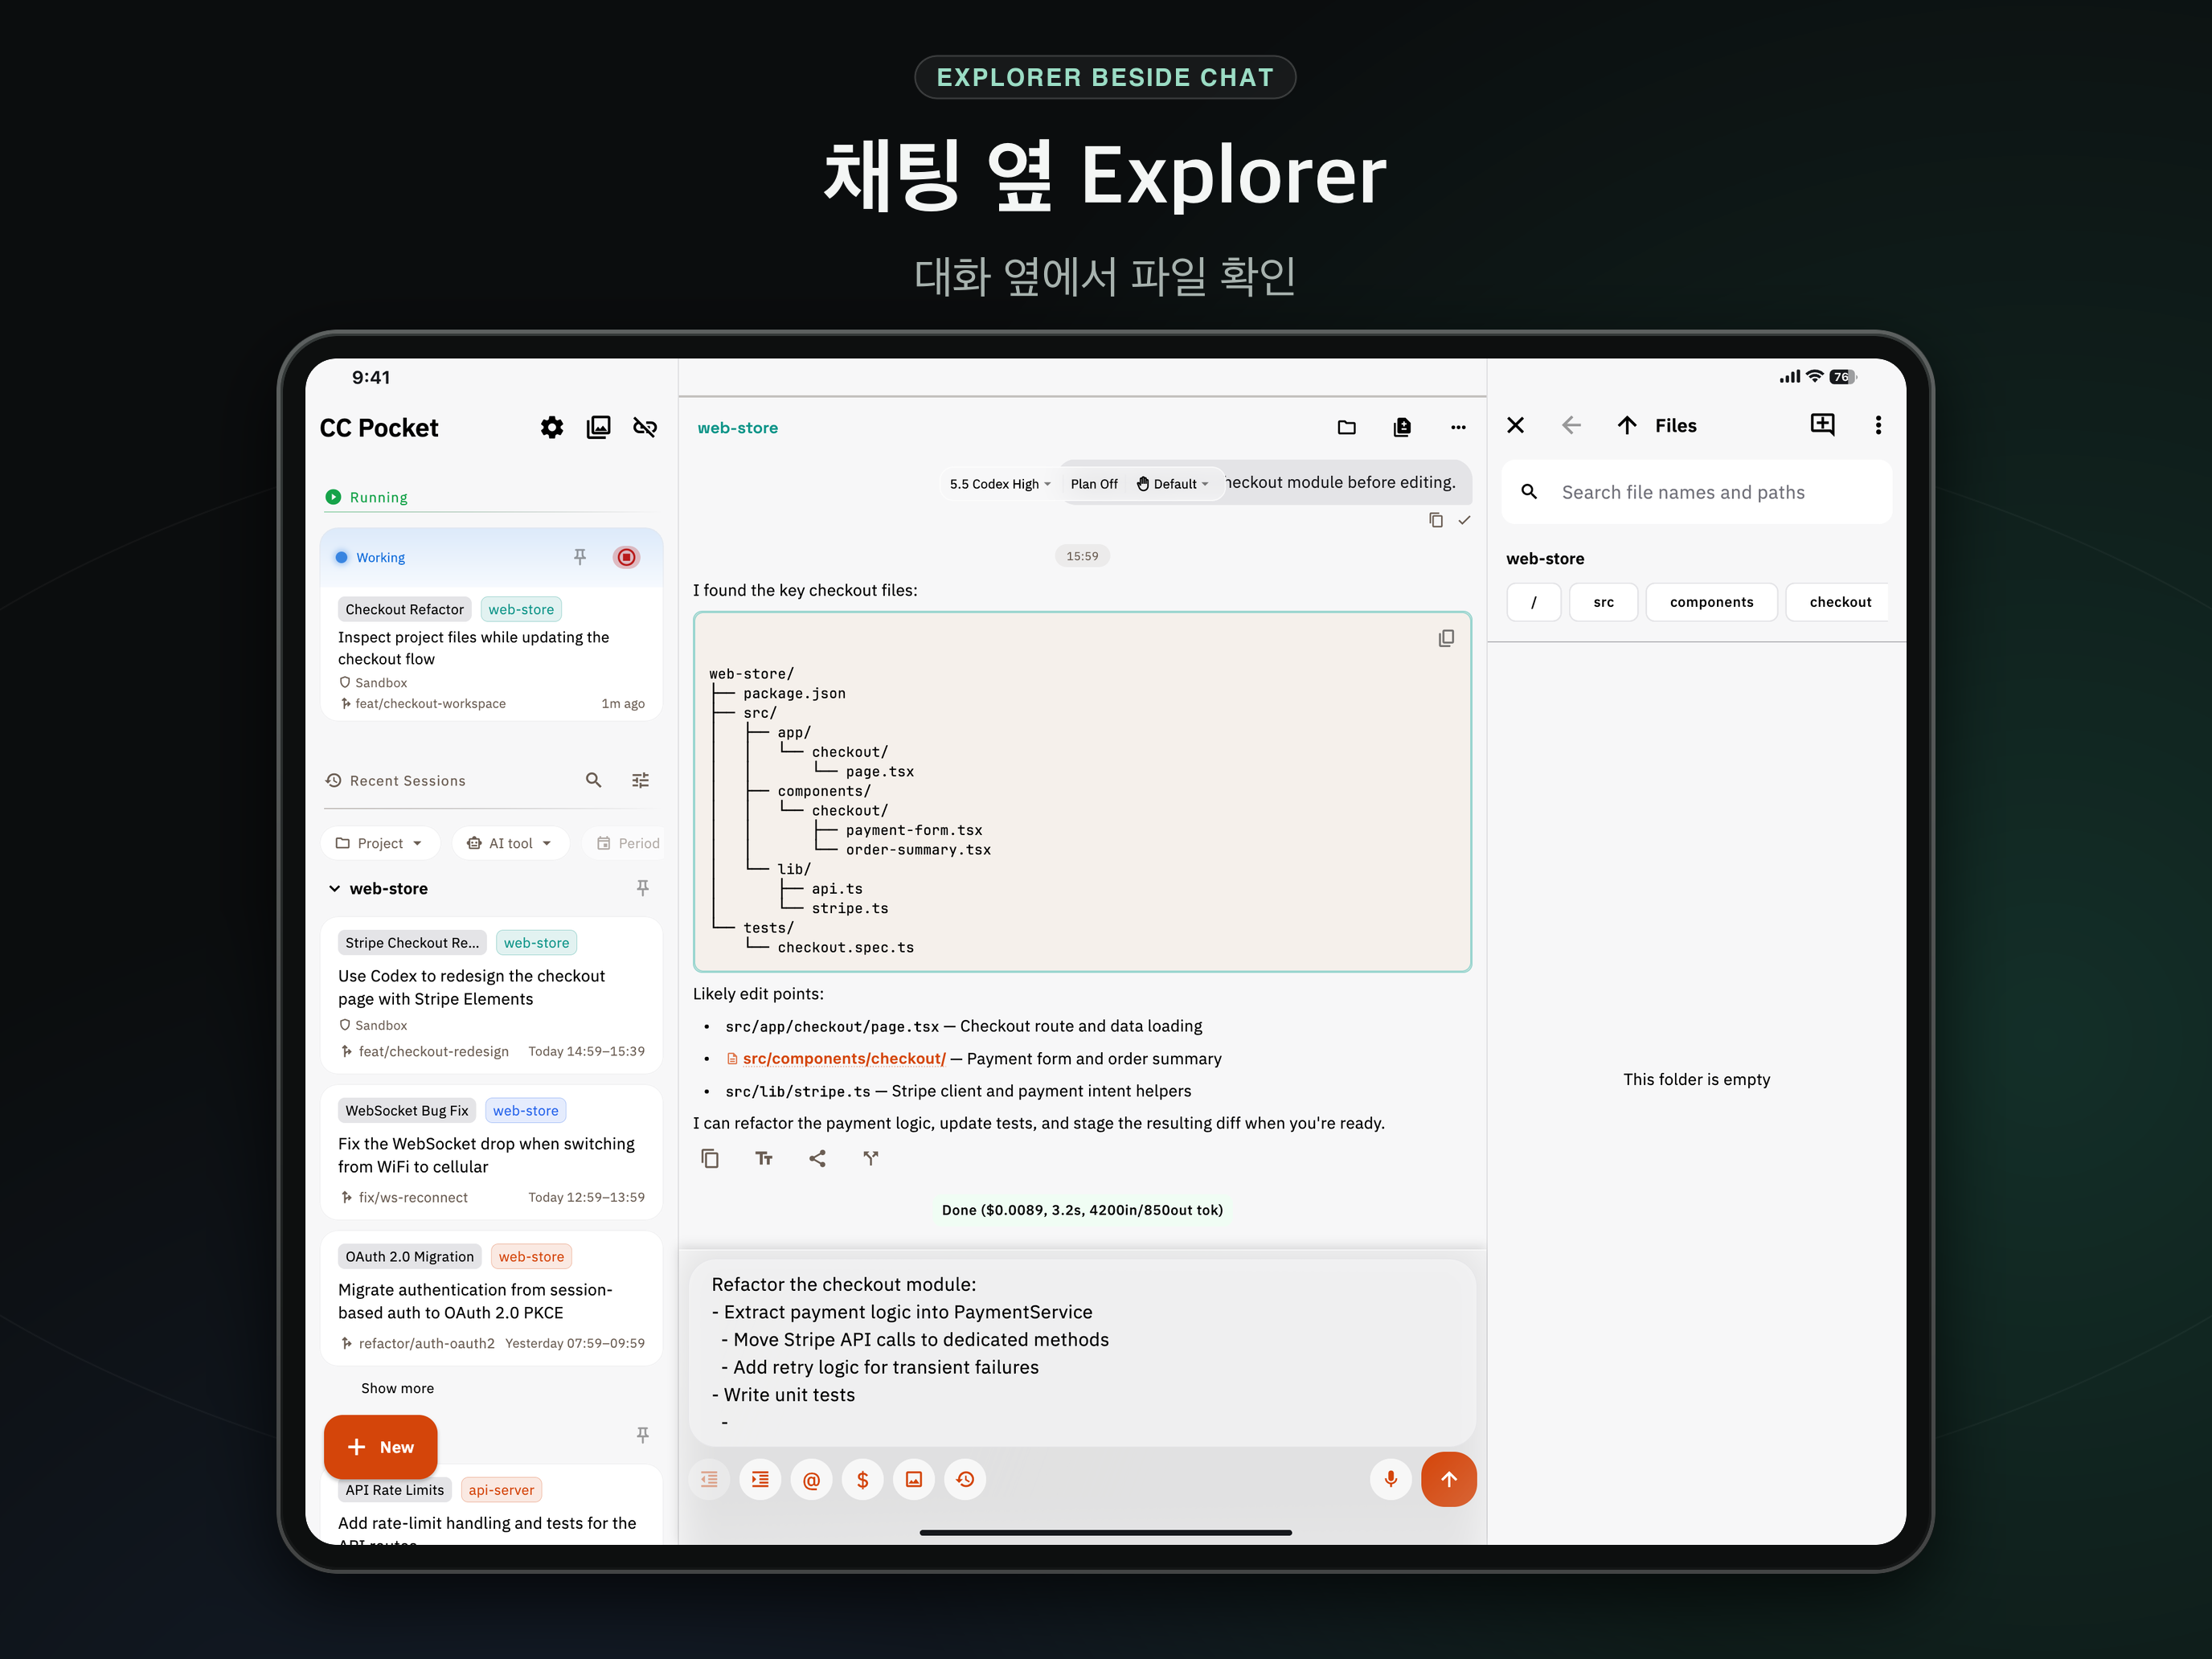 EXPLORER BESIDE CHAT
채팅 옆 Explorer
대화 옆에서 파일 확인
9:41
76
CC Pocket
Running
Working
Checkout Refactor web-store
Inspect project files while updating the
checkout flow
Sandbox
feat/checkout-workspace 1m ago
Recent Sessions
Project AI tool Period
web-store
Stripe Checkout Re... web-store
Use Codex to redesign the checkout
page with Stripe Elements
Sandbox
feat/checkout-redesign Today 14:59–15:39
WebSocket Bug Fix web-store
Fix the WebSocket drop when switching
from WiFi to cellular
fix/ws-reconnect Today 12:59–13:59
OAuth 2.0 Migration web-store
Migrate authentication from session-
based auth to OAuth 2.0 PKCE
refactor/auth-oauth2 Yesterday 07:59–09:59
Show more
+ New
API Rate Limits api-server
Add rate-limit handling and tests for the
API routes
web-store
5.5 Codex High Plan Off Default heckout module before editing.
15:59
I found the key checkout files:
web-store/
├── package.json
├── src/
│   ├── app/
│   │   └── checkout/
│   │       └── page.tsx
│   ├── components/
│   │   └── checkout/
│   │       ├── payment-form.tsx
│   │       └── order-summary.tsx
│   └── lib/
│       ├── api.ts
│       └── stripe.ts
└── tests/
    └── checkout.spec.ts
Likely edit points:
• src/app/checkout/page.tsx — Checkout route and data loading
• src/components/checkout/ — Payment form and order summary
• src/lib/stripe.ts — Stripe client and payment intent helpers
I can refactor the payment logic, update tests, and stage the resulting diff when you're ready.
Done ($0.0089, 3.2s, 4200in/850out tok)
Refactor the checkout module:
- Extract payment logic into PaymentService
  - Move Stripe API calls to dedicated methods
  - Add retry logic for transient failures
- Write unit tests
  -
@ $
Files
Search file names and paths
web-store
/ src components checkout
This folder is empty